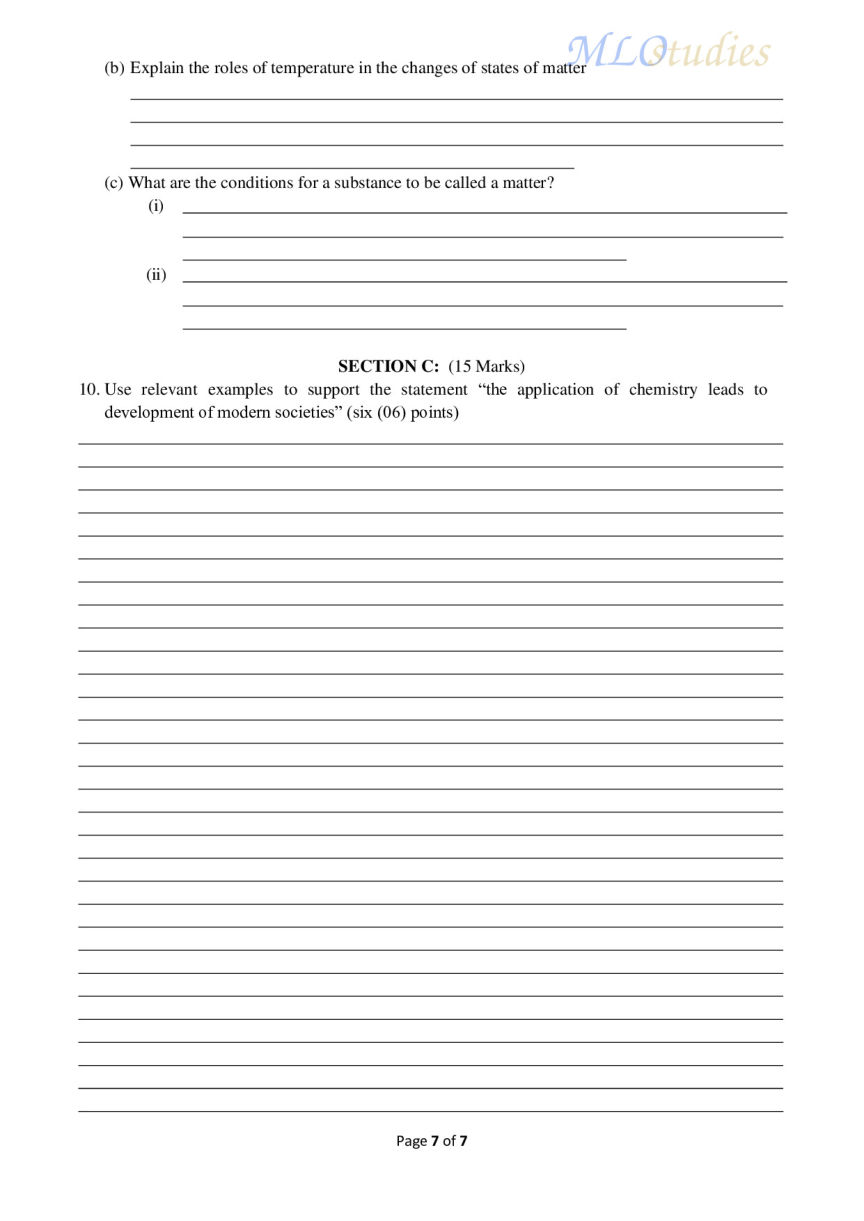 MLOstudies
(b) Explain the roles of temperature in the changes of states of matter
(c) What are the conditions for a substance to be called a matter?
(i)
(ii)
SECTION C: (15 Marks)
10. Use relevant examples to support the statement “the application of chemistry leads to
development of modern societies” (six (06) points)
Page 7 of 7